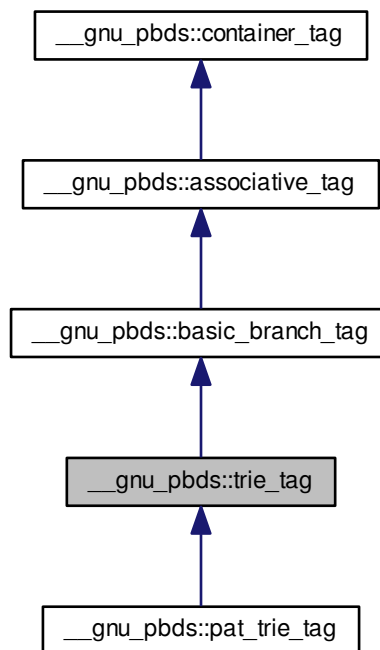 __gnu_pbds::container_tag
__gnu_pbds::associative_tag
__gnu_pbds::basic_branch_tag
__gnu_pbds::trie_tag
__gnu_pbds::pat_trie_tag